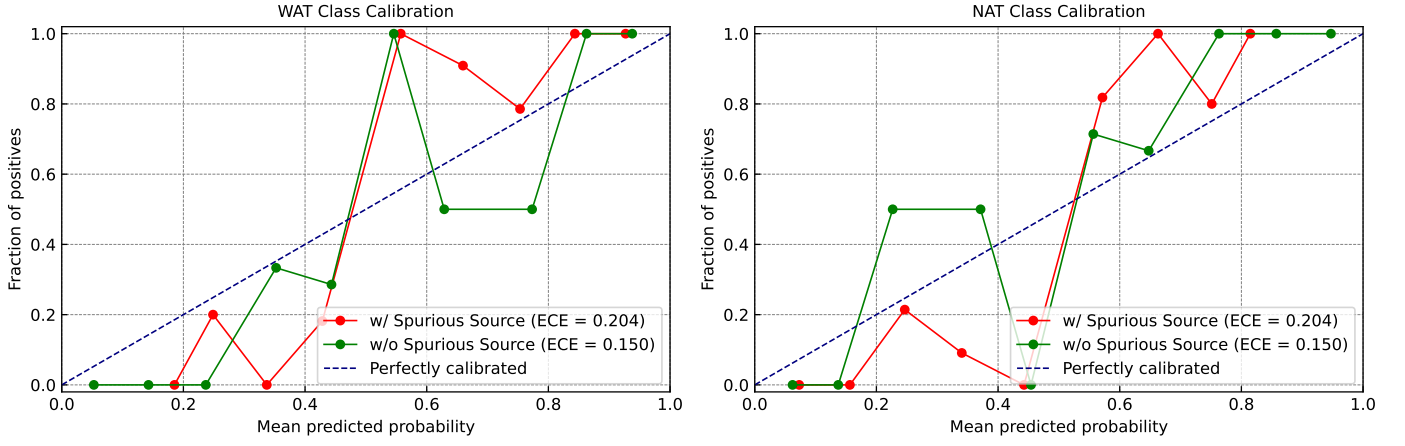 WAT Class Calibration
1.0
0.8
0.6
0.4
0.2
0.0
Fraction of positives
w/ Spurious Source (ECE = 0.204)
w/o Spurious Source (ECE = 0.150)
Perfectly calibrated
0.0 0.2 0.4 0.6 0.8 1.0
Mean predicted probability
NAT Class Calibration
1.0
0.8
0.6
0.4
0.2
0.0
Fraction of positives
w/ Spurious Source (ECE = 0.204)
w/o Spurious Source (ECE = 0.150)
Perfectly calibrated
0.0 0.2 0.4 0.6 0.8 1.0
Mean predicted probability